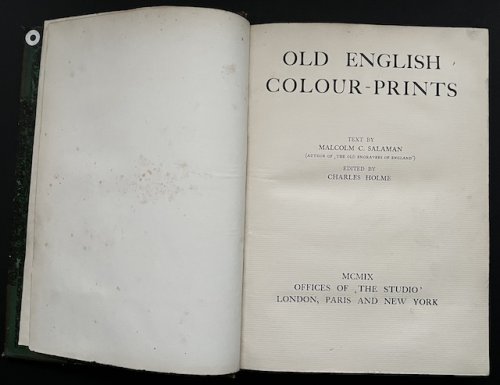 OLD ENGLISH
COLOUR-PRINTS
TEXT BY
MALCOLM C. SALAMAN
(AUTHOR OF ‚THE OLD ENGRAVERS OF ENGLAND')
EDITED BY
CHARLES HOLME
MCMIX
OFFICES OF ‚THE STUDIO'
LONDON, PARIS AND NEW YORK